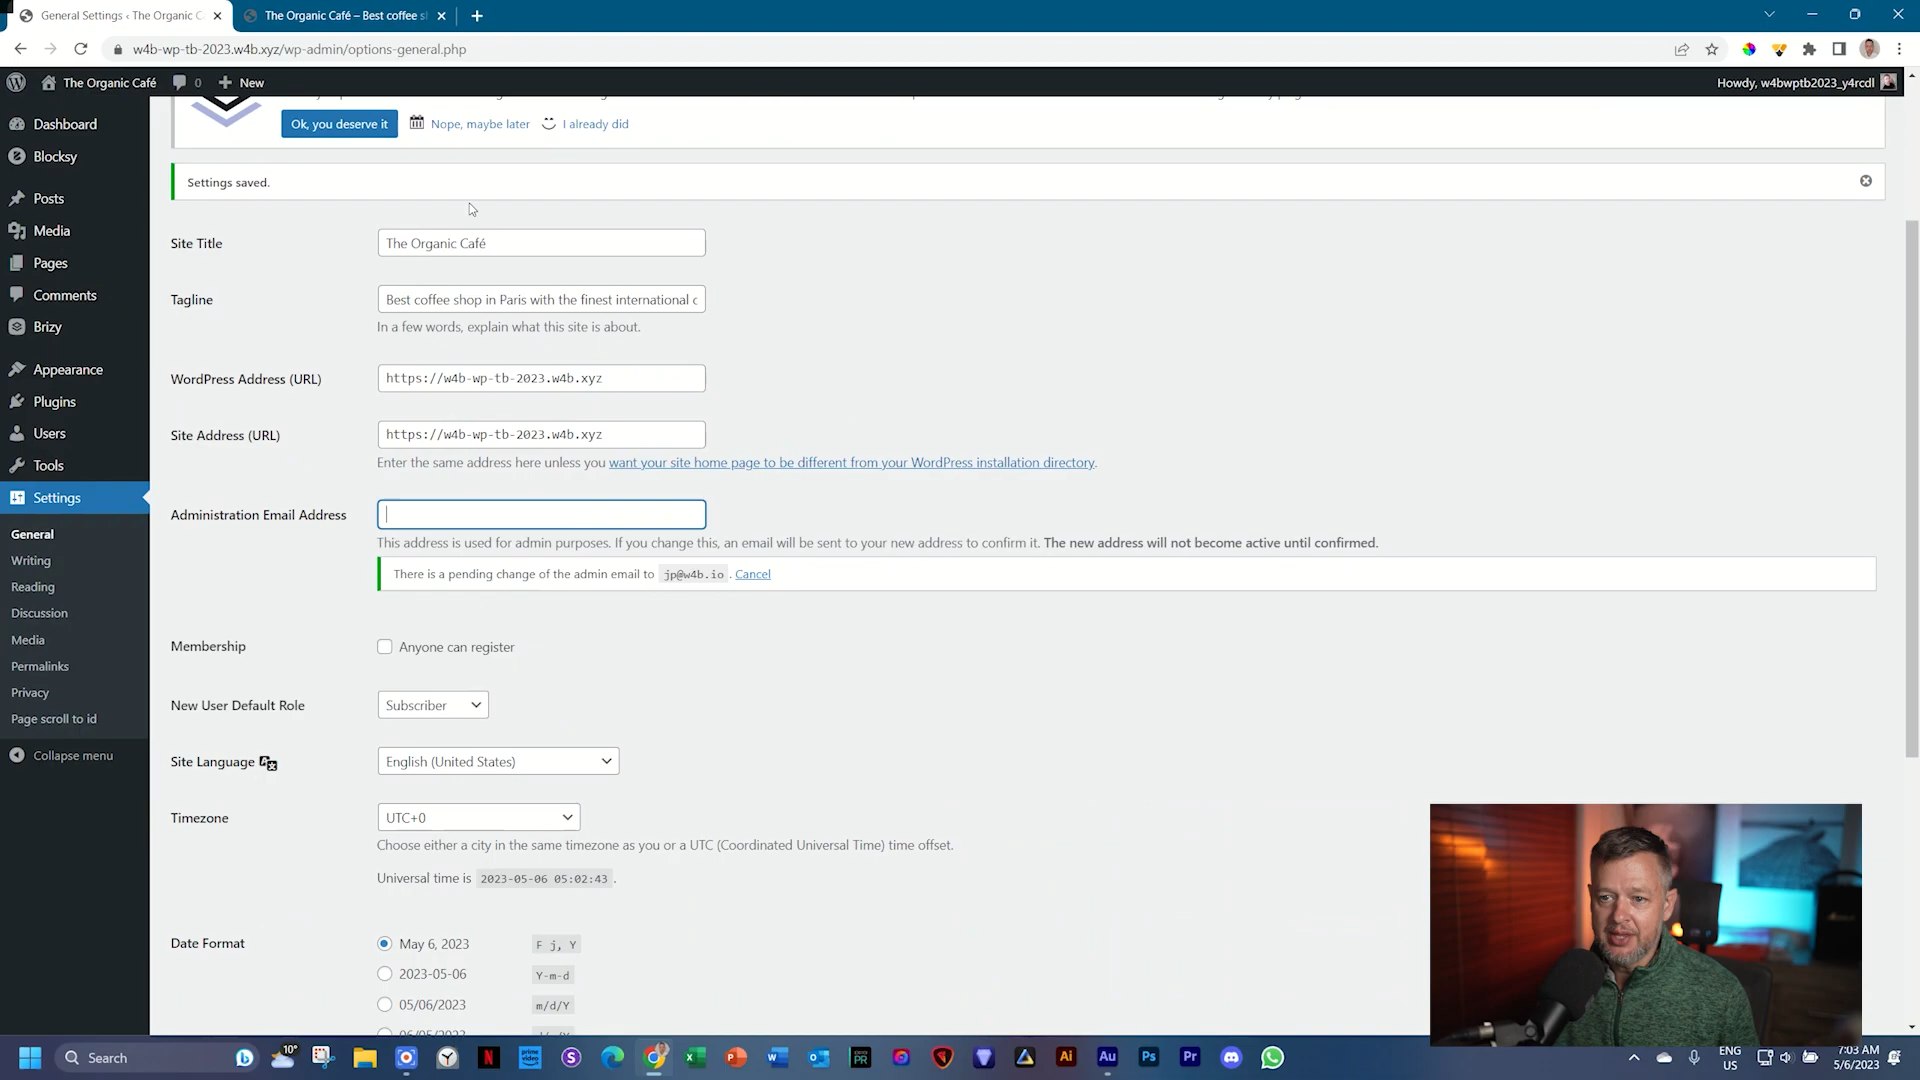 General Settings ‹ The Organic C
The Organic Café – Best coffee s
w4b-wp-tb-2023.w4b.xyz/wp-admin/options-general.php
The Organic Café
0
New
Howdy, w4bwptb2023_y4rcdl
Dashboard
Blocksy
Posts
Media
Pages
Comments
Brizy
Appearance
Plugins
Users
Tools
Settings
General
Writing
Reading
Discussion
Media
Permalinks
Privacy
Page scroll to id
Collapse menu
Ok, you deserve it
Nope, maybe later
I already did
Settings saved.
Site Title
The Organic Café
Tagline
Best coffee shop in Paris with the finest international c
In a few words, explain what this site is about.
WordPress Address (URL)
https://w4b-wp-tb-2023.w4b.xyz
Site Address (URL)
https://w4b-wp-tb-2023.w4b.xyz
Enter the same address here unless you want your site home page to be different from your WordPress installation directory.
Administration Email Address
This address is used for admin purposes. If you change this, an email will be sent to your new address to confirm it. The new address will not become active until confirmed.
There is a pending change of the admin email to jp@w4b.io . Cancel
Membership
Anyone can register
New User Default Role
Subscriber
Site Language
English (United States)
Timezone
UTC+0
Choose either a city in the same timezone as you or a UTC (Coordinated Universal Time) time offset.
Universal time is 2023-05-06 05:02:43 .
Date Format
May 6, 2023 F j, Y
2023-05-06 Y-m-d
05/06/2023 m/d/Y
Search
10°
ENG
US
7:03 AM
5/6/2023